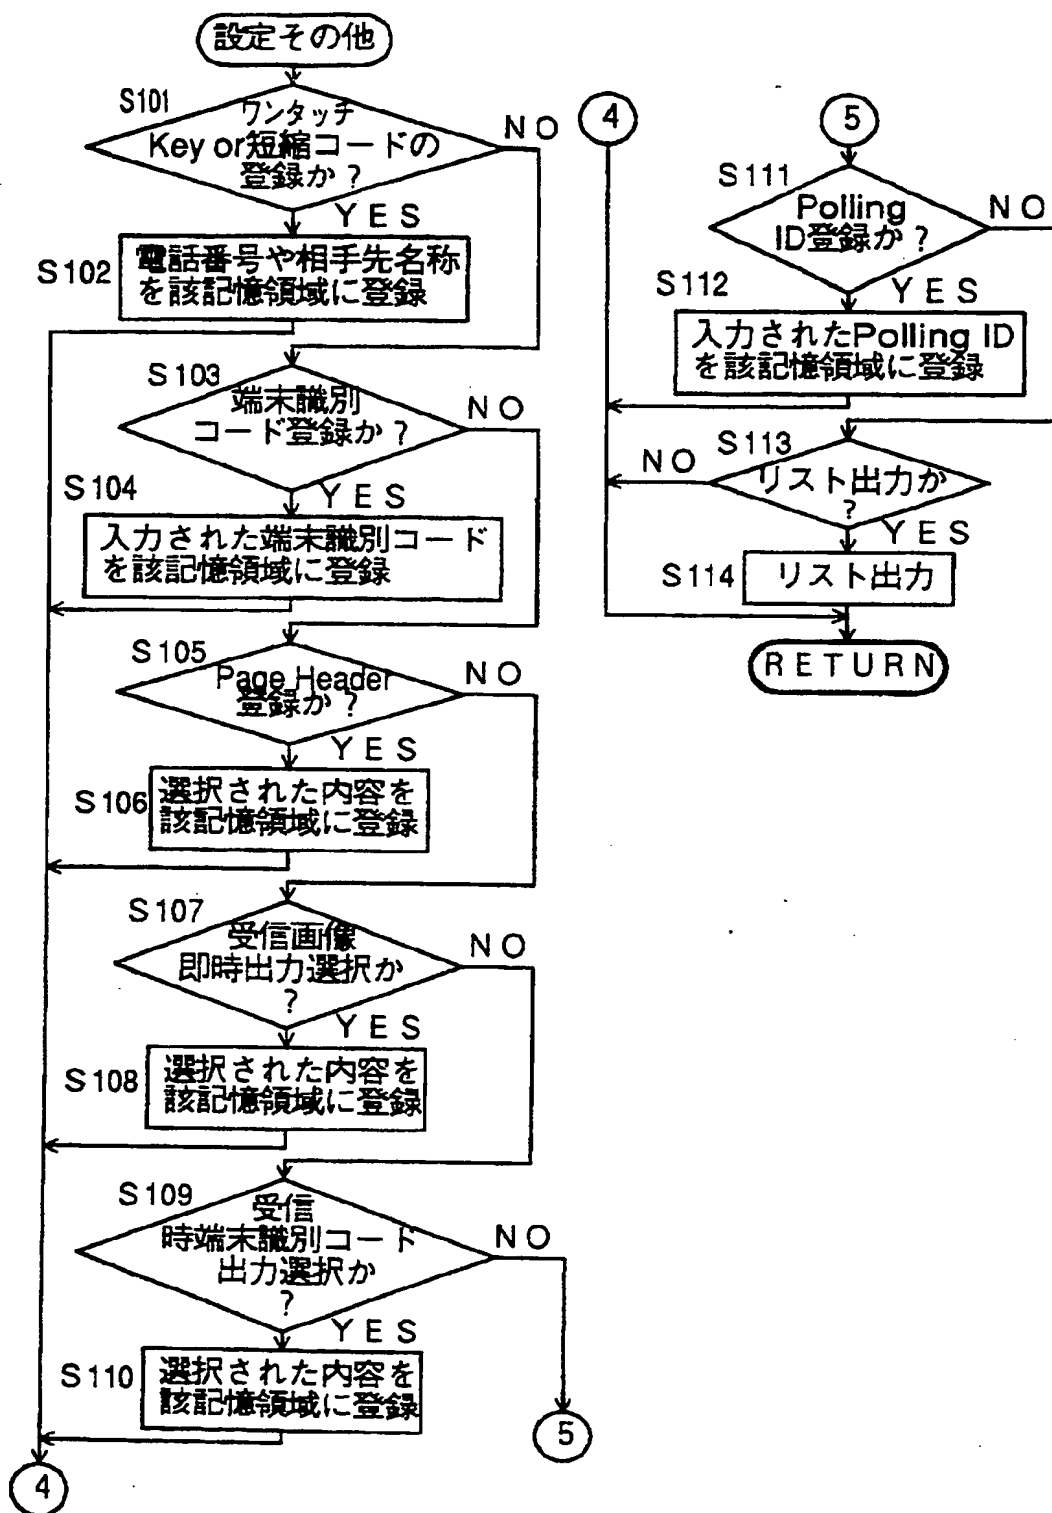 設定その他
S101
ワンタッチ
Key or短縮コードの
登録か？
NO
YES
S102
電話番号や相手先名称
を該記憶領域に登録
S103
端末識別
コード登録か？
NO
YES
S104
入力された端末識別コード
を該記憶領域に登録
S105
Page Header
登録か？
NO
YES
S106
選択された内容を
該記憶領域に登録
S107
受信画像
即時出力選択か
？
NO
YES
S108
選択された内容を
該記憶領域に登録
S109
受信
時端末識別コード
出力選択か
？
NO
YES
S110
選択された内容を
該記憶領域に登録
5
4
4
5
S111
Polling
ID登録か？
NO
YES
S112
入力されたPolling ID
を該記憶領域に登録
S113
リスト出力か
？
NO
YES
S114
リスト出力
RETURN